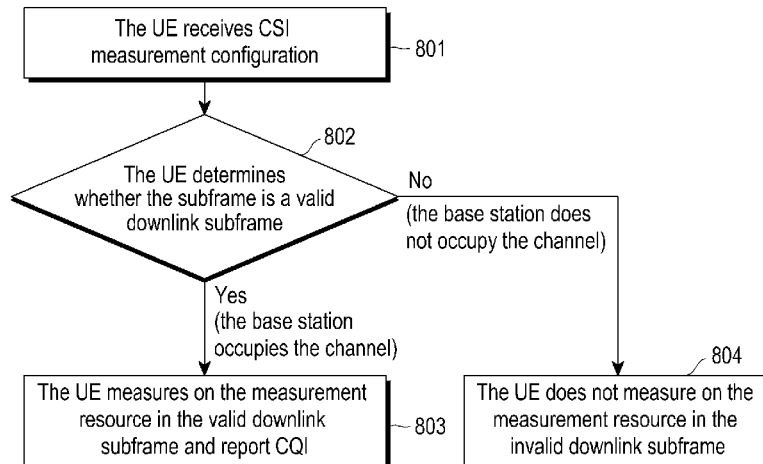 The UE receives CSI
measurement configuration
801
802
The UE determines
whether the subframe is a valid
downlink subframe
No
(the base station does
not occupy the channel)
Yes
(the base station
occupies the channel)
804
The UE measures on the measurement
resource in the valid downlink
subframe and report CQI
803
The UE does not measure on the
measurement resource in the
invalid downlink subframe